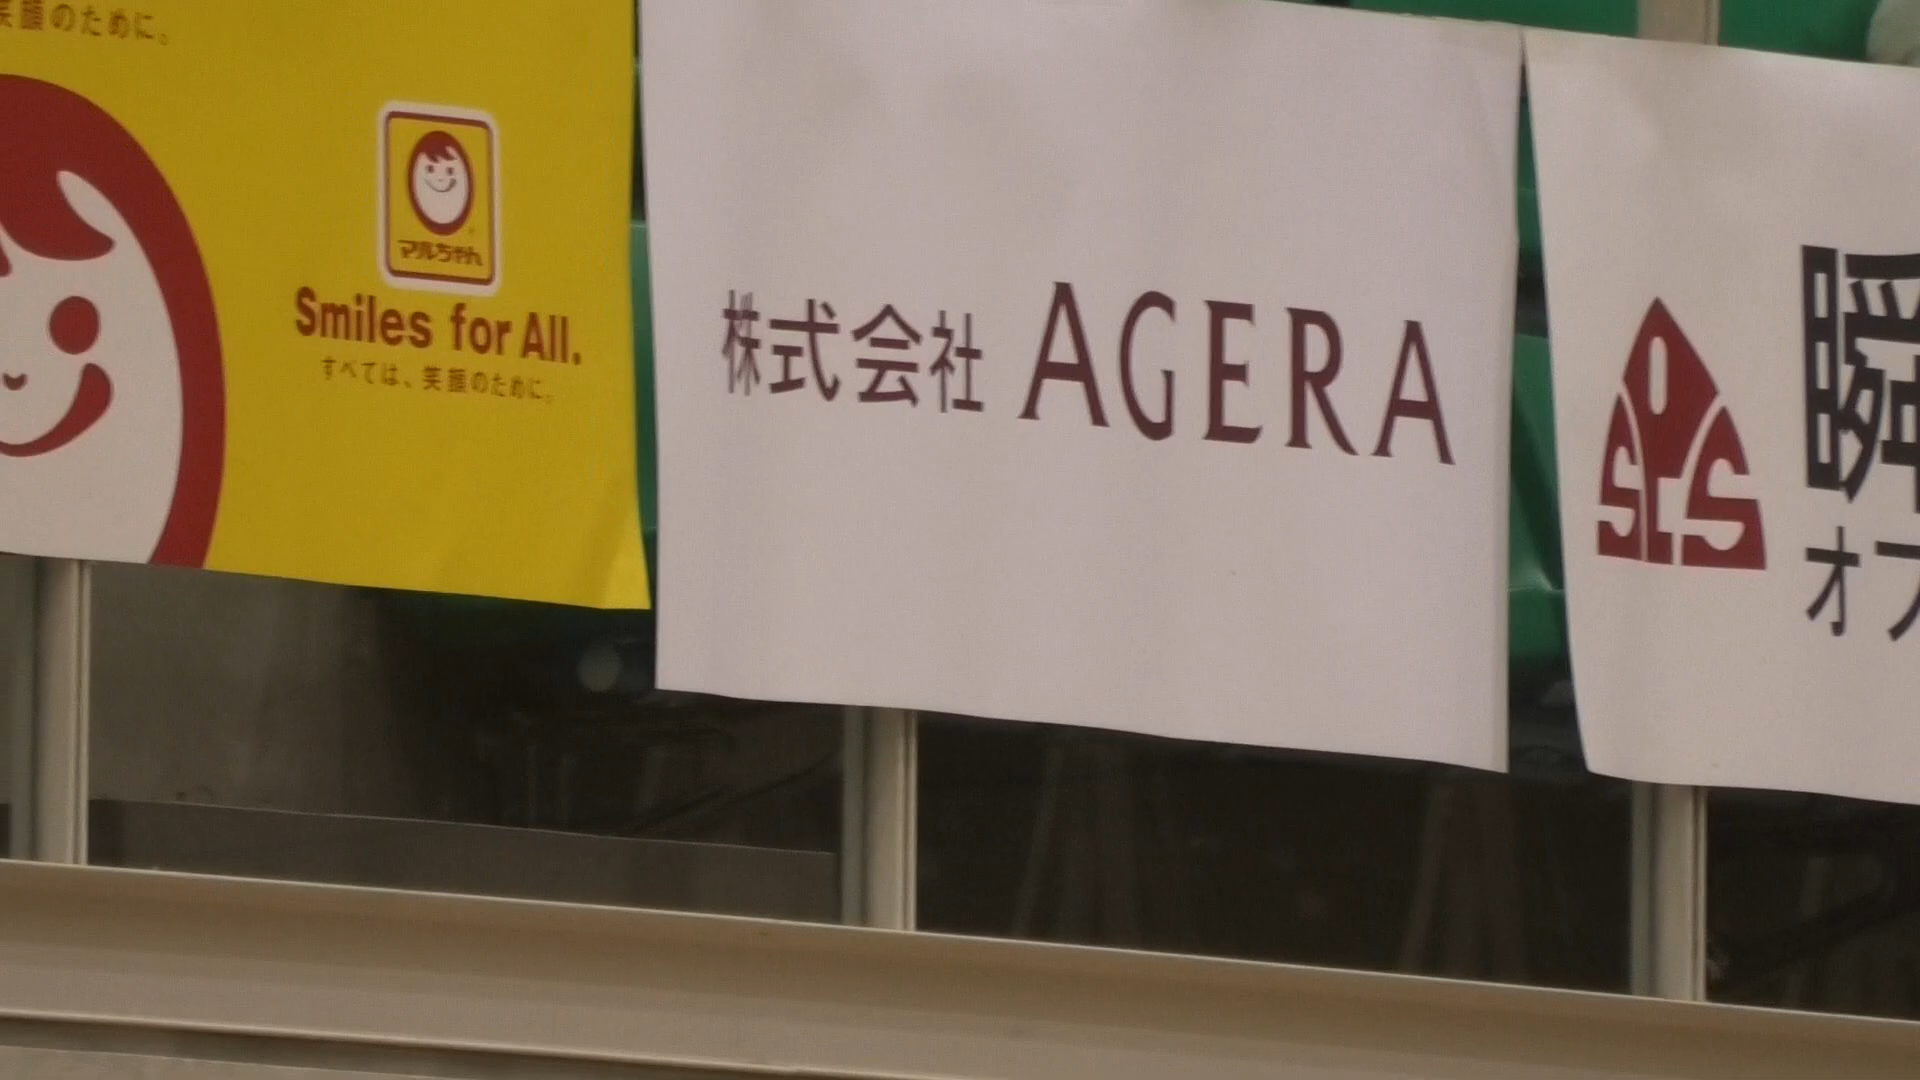 笑顔のために。
マルちゃん
Smiles for All.
すべては、笑顔のために。
株式会社 AGERA
SPS
瞬
オフ